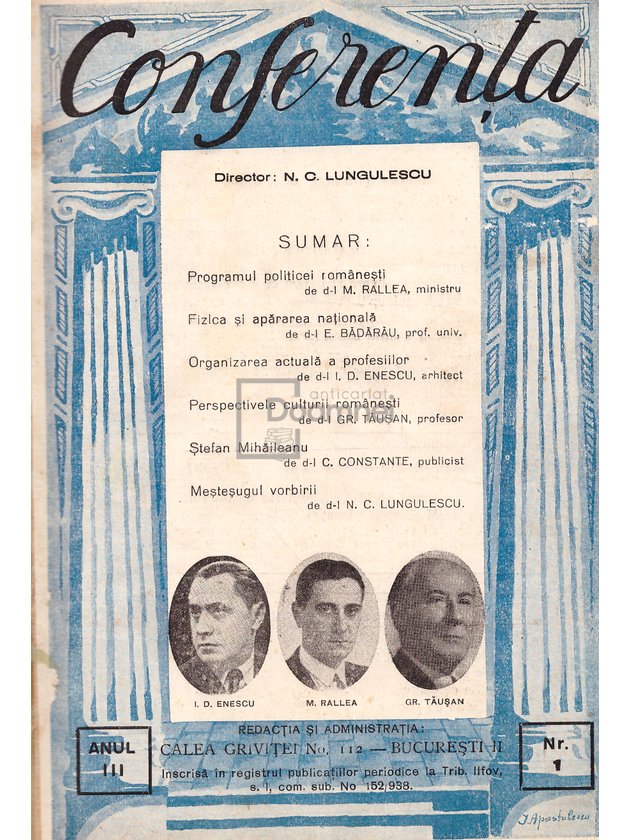 Conferența
Director: N. C. LUNGULESCU
SUMAR:
Programul politicei românești
de d-l M. RALLEA, ministru
Fizica și apărarea națională
de d-l E. BĂDĂRĂU, prof. univ.
Organizarea actuală a profesiilor
de d-l I. D. ENESCU, arhitect
anticariat
Perspectivele culturii românești
de d-l GR. TĂUȘAN, profesor
Ștefan Mihăileanu
de d-l C. CONSTANTE, publicist
Meșteșugul vorbirii
de d-l N. C. LUNGULESCU.
I. D. ENESCU
M. RALLEA
GR. TĂUȘAN
ANUL
III
REDACȚIA ȘI ADMINISTRAȚIA:
CALEA GRIVIȚEI No. 112 — BUCUREȘTI II
Inscrisă în registrul publicațiilor periodice la Trib. Ilfov,
s. I, com. sub. No 152/938.
Nr.
1
J. Apostolescu